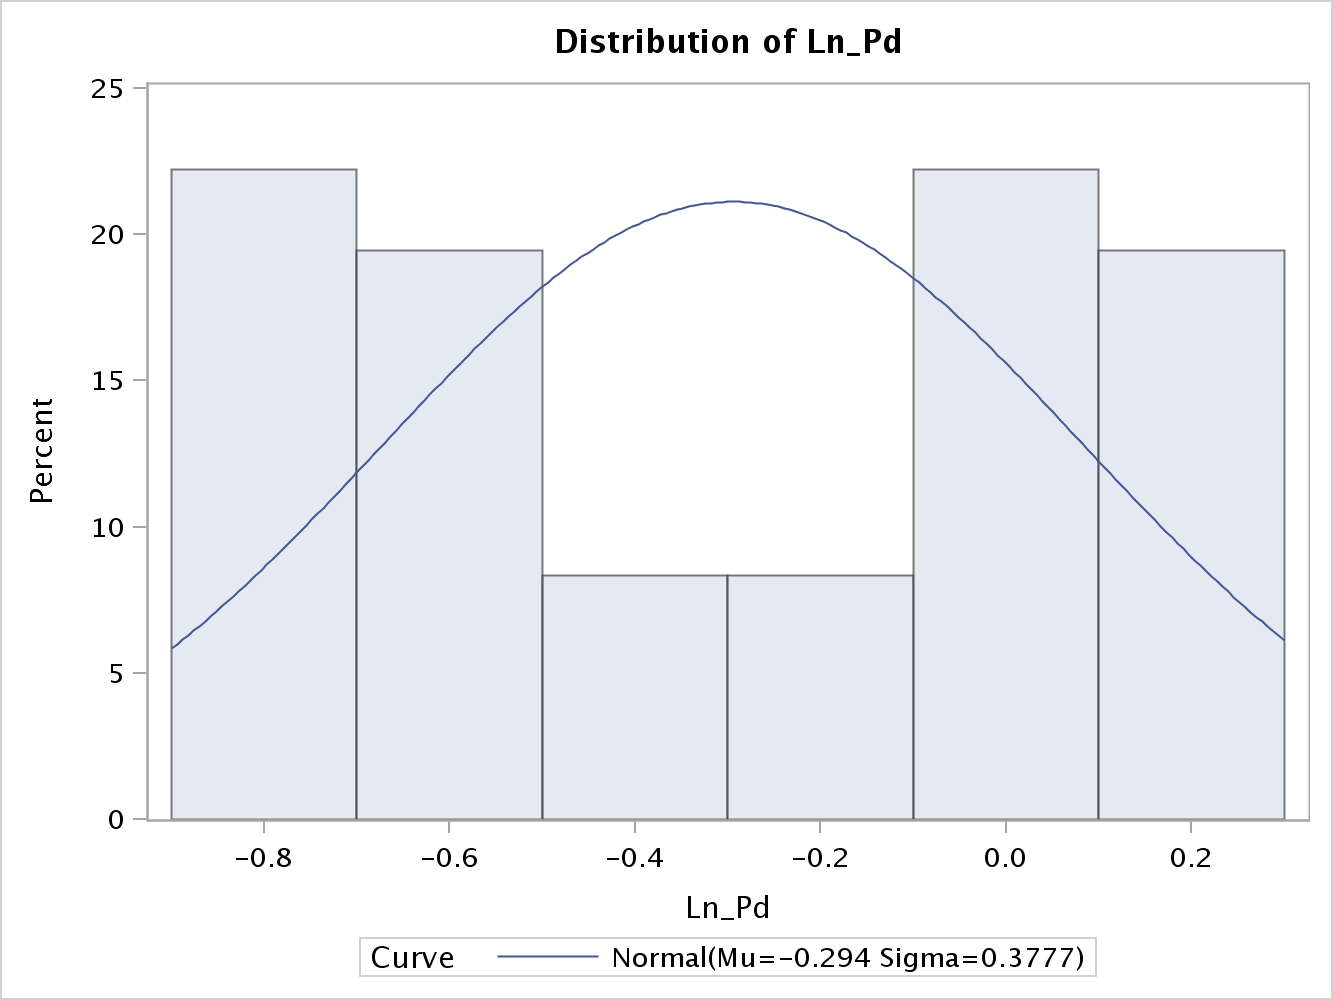 Distribution of Ln_Pd
25
20
15
10
5
0
Percent
−0.8 −0.6 −0.4 −0.2 0.0 0.2
Ln_Pd
Curve Normal(Mu=−0.294 Sigma=0.3777)